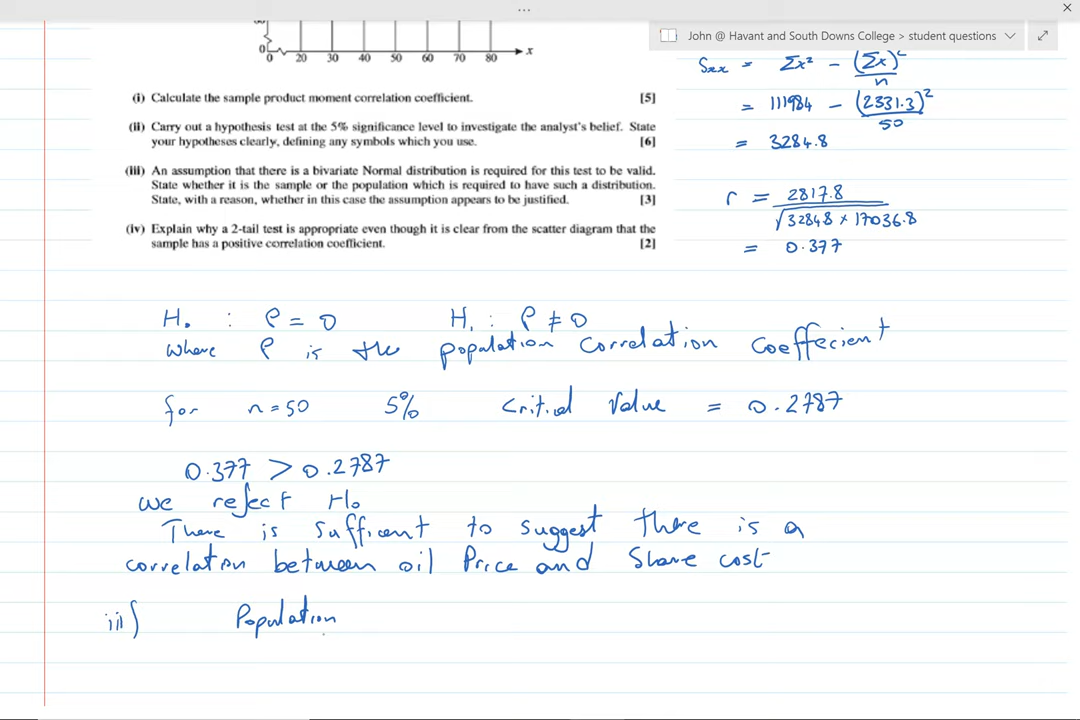 John @ Havant and South Downs College > student questions
0 20 30 40 50 60 70 80 x
0
(i) Calculate the sample product moment correlation coefficient. [5]
(ii) Carry out a hypothesis test at the 5% significance level to investigate the analyst's belief. State
your hypotheses clearly, defining any symbols which you use. [6]
(iii) An assumption that there is a bivariate Normal distribution is required for this test to be valid.
State whether it is the sample or the population which is required to have such a distribution.
State, with a reason, whether in this case the assumption appears to be justified. [3]
(iv) Explain why a 2-tail test is appropriate even though it is clear from the scatter diagram that the
sample has a positive correlation coefficient. [2]
Sxx = Σx² − (Σx)²/n
= 111984 − (2331.3)²/50
= 3284.8
r = 2817.8/√3284.8 × 17036.8
= 0.377
H₀ : ρ = 0 H₁ : ρ ≠ 0
where ρ is the population correlation coeffecient
for n=50 5% critical value = 0.2787
0.377 > 0.2787
we reject H₀
There is sufficent to suggest there is a
correlation between oil Price and share cost
iii) Population